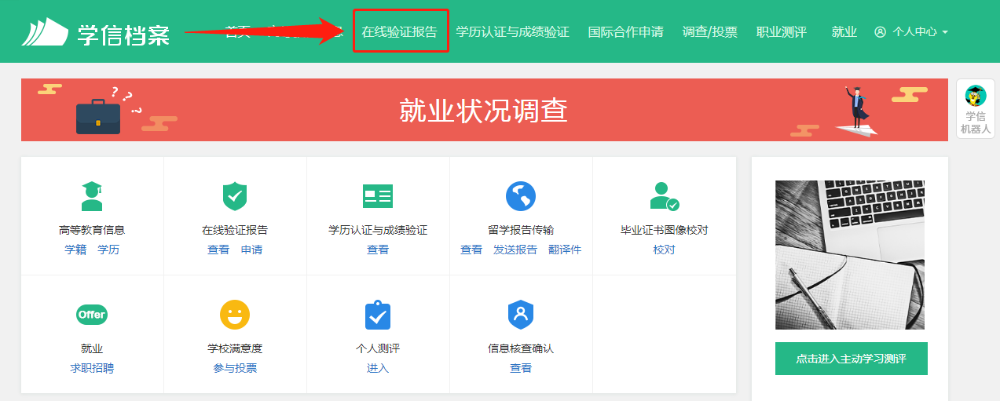 学信档案
首页
在线验证报告
学历认证与成绩验证
国际合作申请
调查/投票
职业测评
就业
个人中心
? ? ?
就业状况调查
学信
机器人
高等教育信息
学籍 学历
在线验证报告
查看 申请
学历认证与成绩验证
查看
留学报告传输
查看 发送报告 翻译件
毕业证书图像校对
校对
Offer
就业
求职招聘
学校满意度
参与投票
个人测评
进入
信息核查确认
查看
点击进入主动学习测评